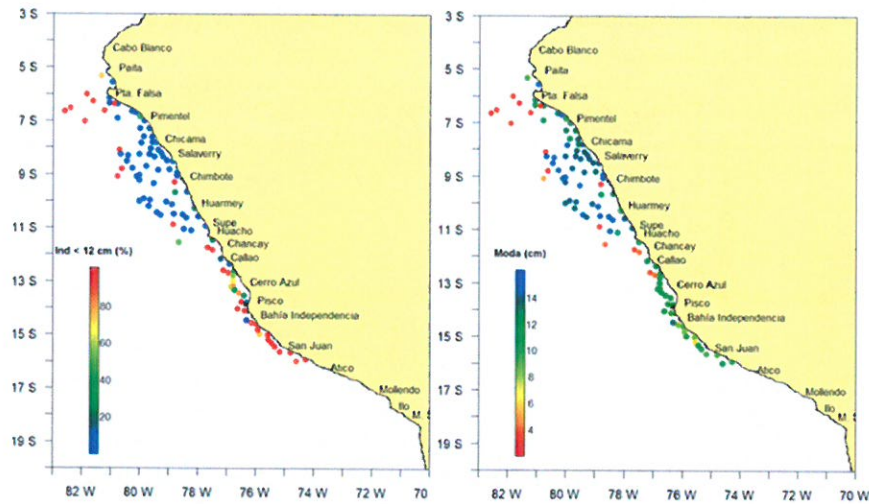 3 S
5 S
7 S
9 S
11 S
13 S
15 S
17 S
19 S
Cabo Blanco
Paita
Pta. Falsa
Pimentel
Chicama
Salaverry
Chimbote
Huarmey
Supe
Huacho
Chancay
Callao
Cerro Azul
Pisco
Bahía Independencia
San Juan
Atico
Mollendo
Ilo
M. S
Ind < 12 cm (%)
80
60
40
20
82 W 80 W 78 W 76 W 74 W 72 W 70
3 S
5 S
7 S
9 S
11 S
13 S
15 S
17 S
19 S
Cabo Blanco
Paita
Pta. Falsa
Pimentel
Chicama
Salaverry
Chimbote
Huarmey
Supe
Huacho
Chancay
Callao
Cerro Azul
Pisco
Bahía Independencia
San Juan
Atico
Mollendo
Ilo
M. S
Moda (cm)
14
12
10
8
6
4
82 W 80 W 78 W 76 W 74 W 72 W 70 W